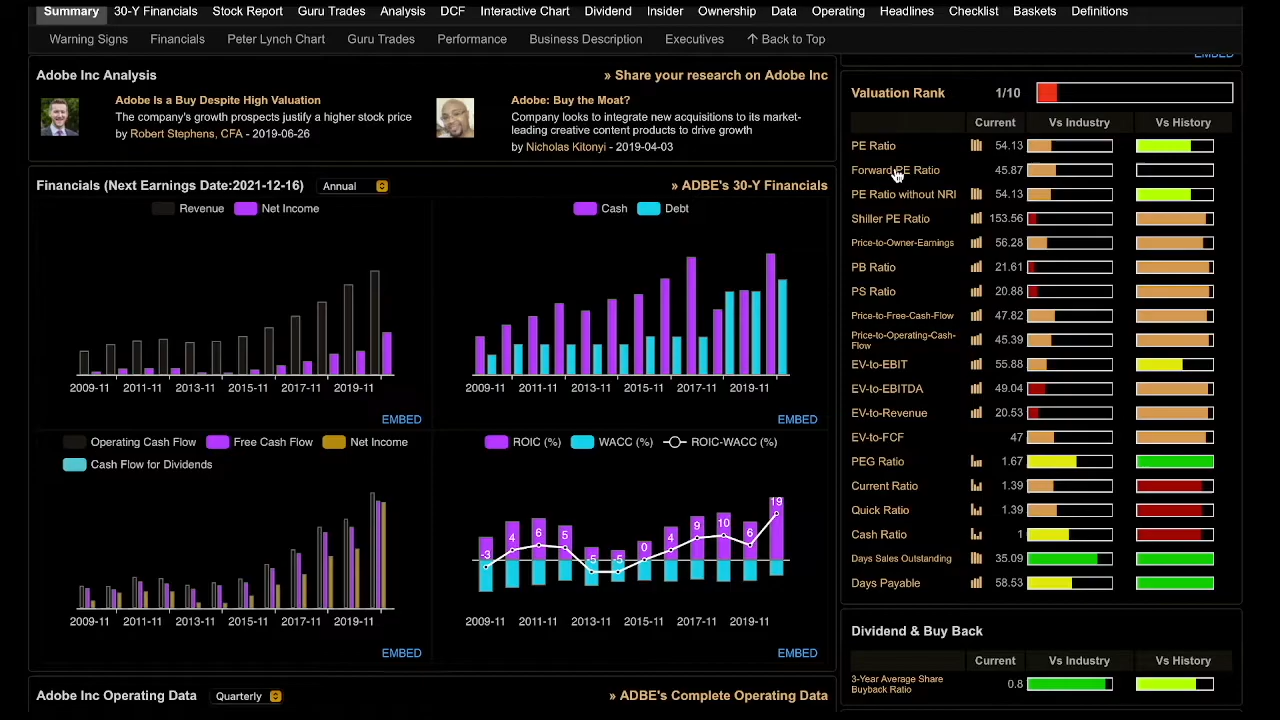 Summary 30-Y Financials Stock Report Guru Trades Analysis DCF Interactive Chart Dividend Insider Ownership Data Operating Headlines Checklist Baskets Definitions
Warning Signs Financials Peter Lynch Chart Guru Trades Performance Business Description Executives ↑ Back to Top
Adobe Inc Analysis » Share your research on Adobe Inc
Adobe Is a Buy Despite High Valuation
The company's growth prospects justify a higher stock price
by Robert Stephens, CFA - 2019-06-26
Adobe: Buy the Moat?
Company looks to integrate new acquisitions to its market-
leading creative content products to drive growth
by Nicholas Kitonyi - 2019-04-03
Financials (Next Earnings Date:2021-12-16) Annual » ADBE's 30-Y Financials
Revenue Net Income
2009-11 2011-11 2013-11 2015-11 2017-11 2019-11
EMBED
Cash Debt
2009-11 2011-11 2013-11 2015-11 2017-11 2019-11
EMBED
Operating Cash Flow Free Cash Flow Net Income
Cash Flow for Dividends
2009-11 2011-11 2013-11 2015-11 2017-11 2019-11
EMBED
ROIC (%) WACC (%) ROIC-WACC (%)
-3 4 6 5 -5 -5 0 4 9 10 6 19
2009-11 2011-11 2013-11 2015-11 2017-11 2019-11
EMBED
Adobe Inc Operating Data Quarterly » ADBE's Complete Operating Data
EMBED
Valuation Rank 1/10
Current Vs Industry Vs History
PE Ratio 54.13
Forward PE Ratio 45.87
PE Ratio without NRI 54.13
Shiller PE Ratio 153.56
Price-to-Owner-Earnings 56.28
PB Ratio 21.61
PS Ratio 20.88
Price-to-Free-Cash-Flow 47.82
Price-to-Operating-Cash-
Flow 45.39
EV-to-EBIT 55.88
EV-to-EBITDA 49.04
EV-to-Revenue 20.53
EV-to-FCF 47
PEG Ratio 1.67
Current Ratio 1.39
Quick Ratio 1.39
Cash Ratio 1
Days Sales Outstanding 35.09
Days Payable 58.53
Dividend & Buy Back
Current Vs Industry Vs History
3-Year Average Share
Buyback Ratio 0.8